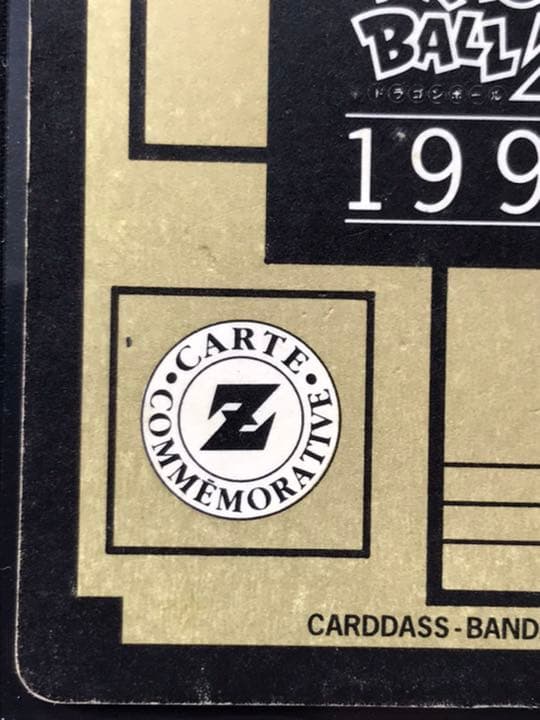 BALL Z
ドラゴンボール
199
• CARTE •
COMMÉMORATIVE
Z
CARDDASS-BAND